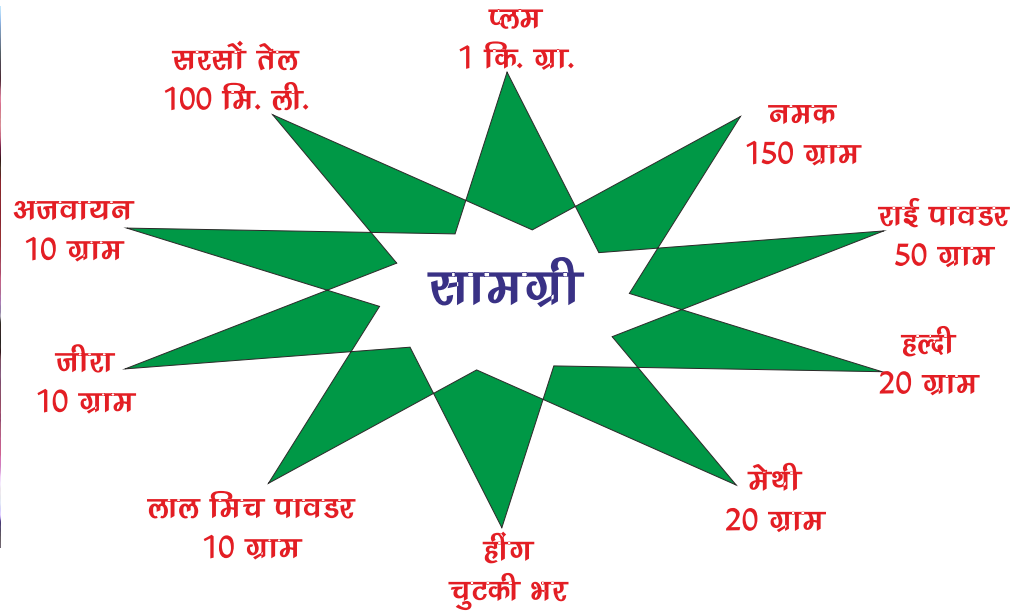 प्लम
1 कि. ग्रा.
सरसों तेल
100 मि. ली.
नमक
150 ग्राम
अजवायन
10 ग्राम
राई पावडर
50 ग्राम
सामग्री
जीरा
10 ग्राम
हल्दी
20 ग्राम
लाल मिच पावडर
10 ग्राम
मेथी
20 ग्राम
हींग
चुटकी भर